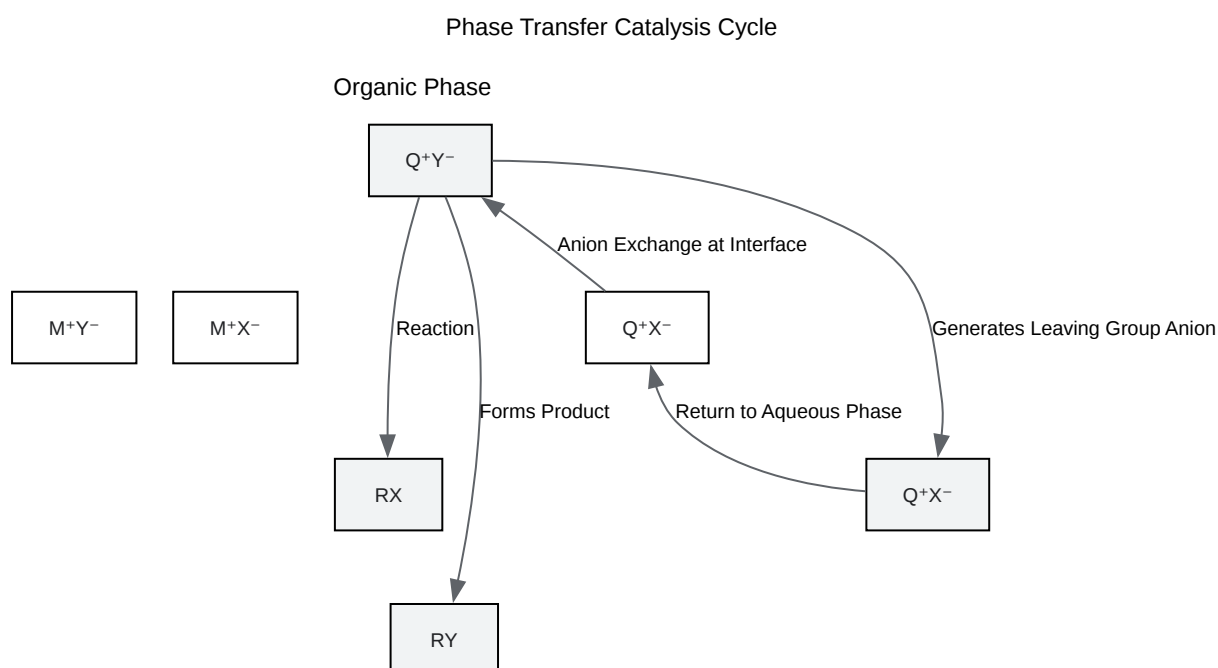 Phase Transfer Catalysis Cycle
Organic Phase
Q⁺Y⁻
Anion Exchange at Interface
M⁺Y⁻
M⁺X⁻
Reaction
Q⁺X⁻
Generates Leaving Group Anion
Forms Product
Return to Aqueous Phase
RX
Q⁺X⁻
RY